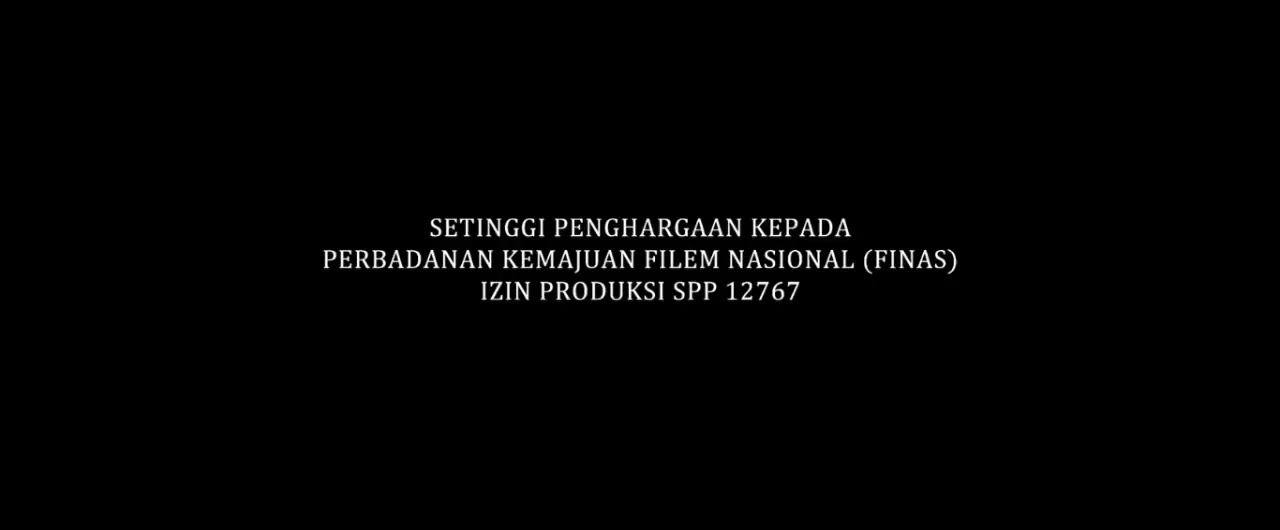 SETINGGI PENGHARGAAN KEPADA
PERBADANAN KEMAJUAN FILEM NASIONAL (FINAS)
IZIN PRODUKSI SPP 12767